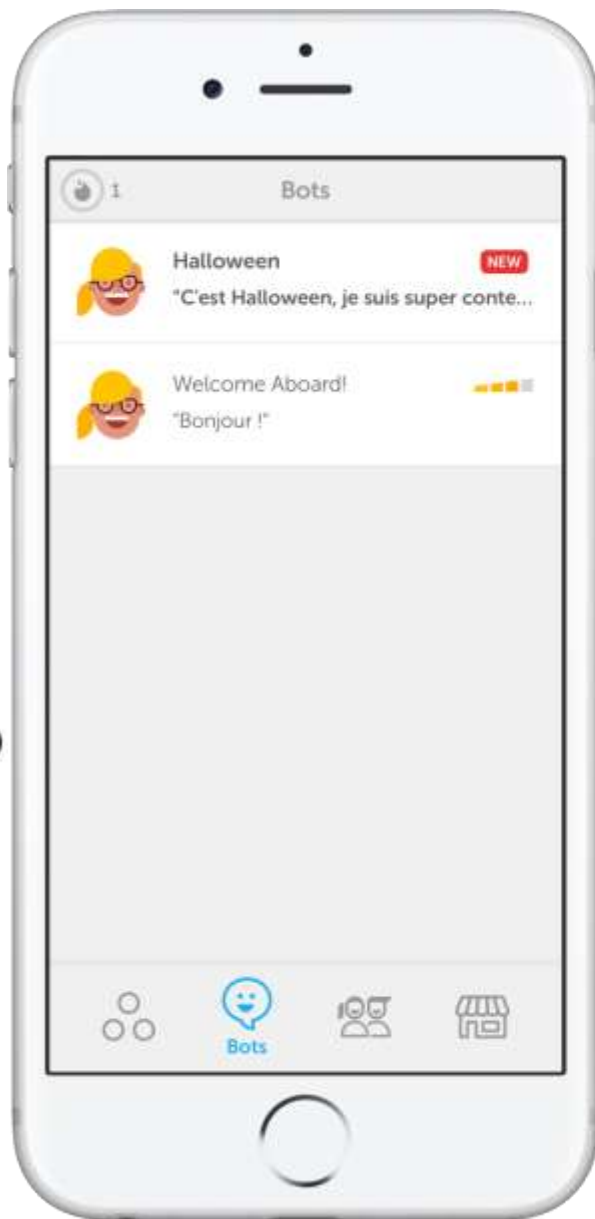 1
Bots
Halloween
NEW
"C'est Halloween, je suis super conte...
Welcome Aboard!
"Bonjour !"
Bots